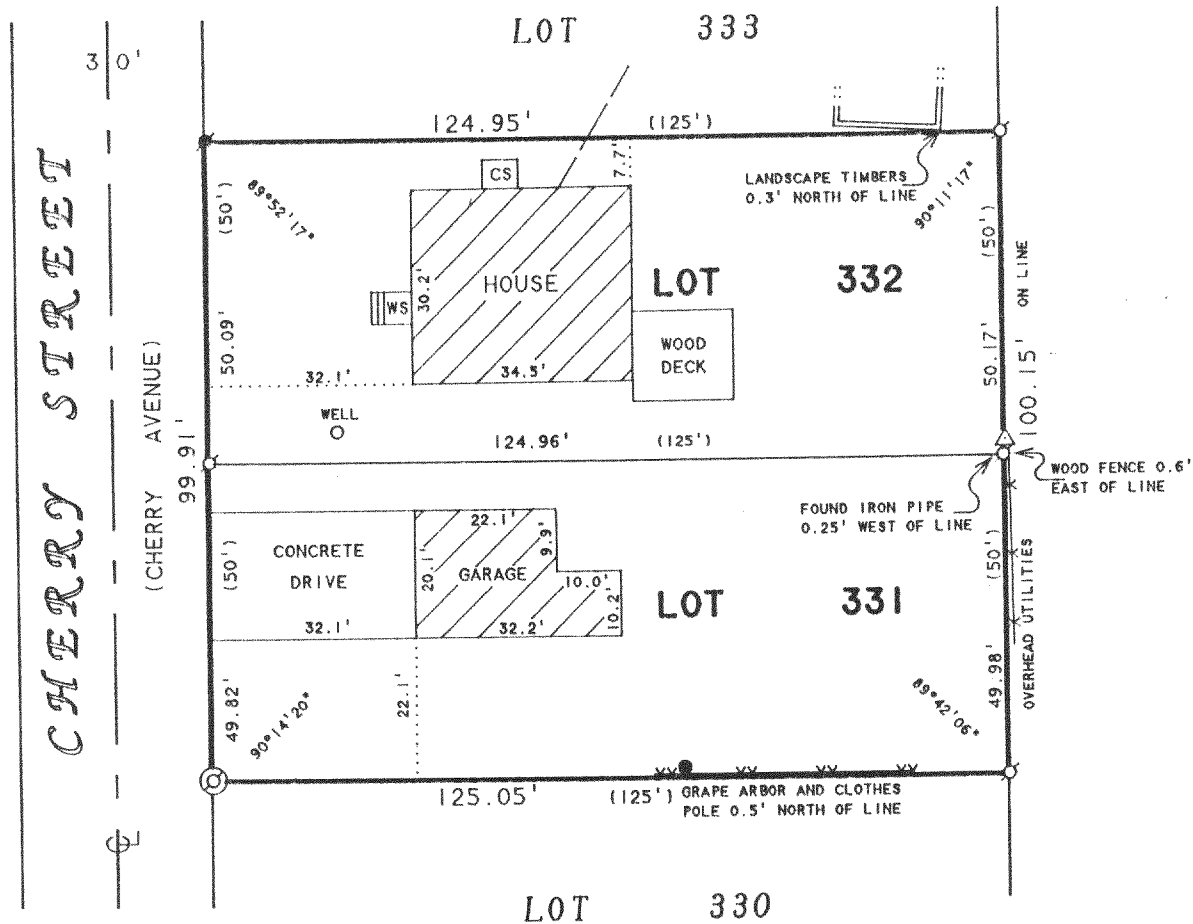 LOT 333
30'
124.95' (125')
CS
7.7'
LANDSCAPE TIMBERS
0.3' NORTH OF LINE
(50')
89°52'17"
90°11'17"
(50')
CHERRY STREET
(CHERRY AVENUE)
HOUSE
30.2'
WS
LOT 332
ON LINE
50.09'
WOOD
DECK
50.17'
32.1'
34.5'
WELL
100.15'
99.91'
124.96' (125')
WOOD FENCE 0.6'
EAST OF LINE
FOUND IRON PIPE
0.25' WEST OF LINE
22.1'
9.9'
CONCRETE
DRIVE
(50')
20.1'
GARAGE
10.0'
10.2'
(50')
LOT 331
32.1'
32.2'
OVERHEAD UTILITIES
49.82'
90°14'20"
22.1'
89°42'06"
49.98'
125.05' (125')
GRAPE ARBOR AND CLOTHES
POLE 0.5' NORTH OF LINE
LOT 330